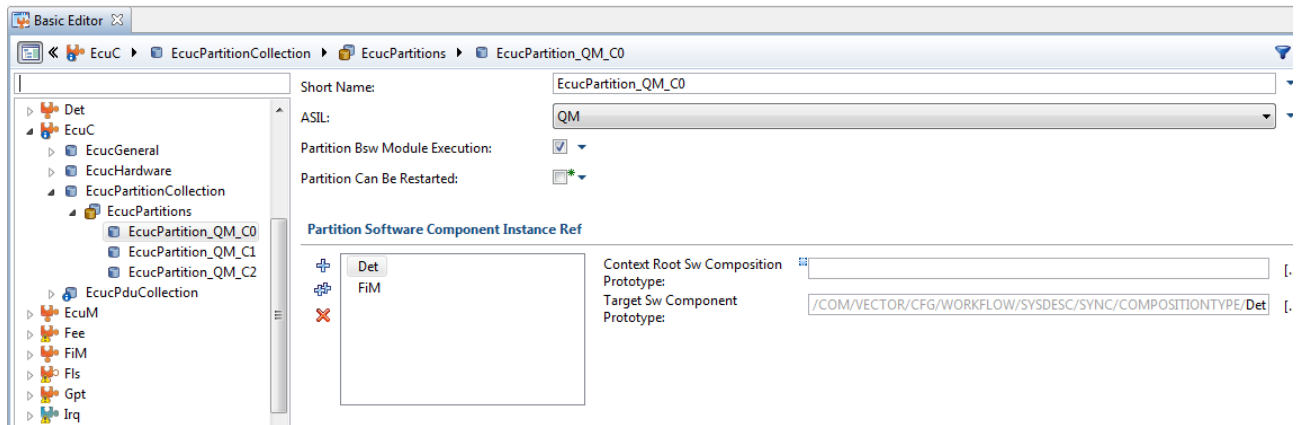 Basic Editor
EcuC EcucPartitionCollection EcucPartitions EcucPartition_QM_C0
Det
EcuC
EcucGeneral
EcucHardware
EcucPartitionCollection
EcucPartitions
EcucPartition_QM_C0
EcucPartition_QM_C1
EcucPartition_QM_C2
EcucPduCollection
EcuM
Fee
FiM
Fls
Gpt
Irq
Short Name: EcucPartition_QM_C0
ASIL: QM
Partition Bsw Module Execution:
Partition Can Be Restarted:
Partition Software Component Instance Ref
Det
FiM
Context Root Sw Composition
Prototype:
[.
Target Sw Component
Prototype:
/COM/VECTOR/CFG/WORKFLOW/SYSDESC/SYNC/COMPOSITIONTYPE/Det
[.